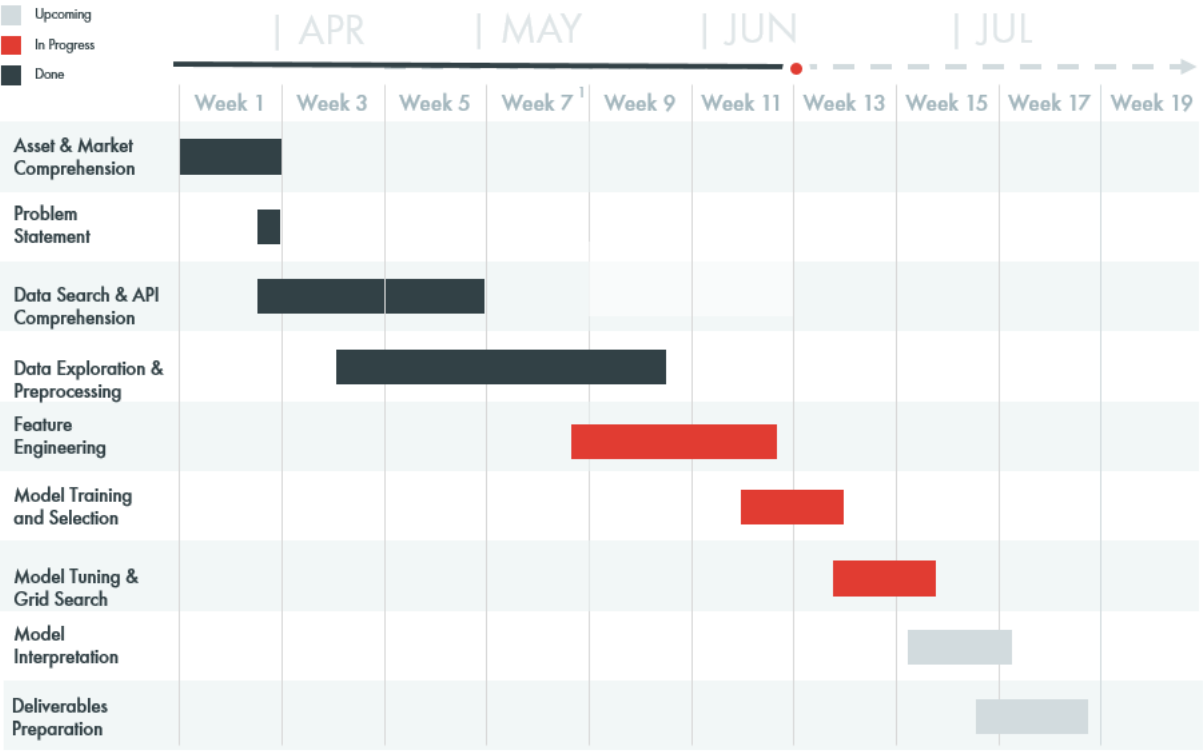 Upcoming
In Progress
Done
| APR | MAY | JUN | JUL
Week 1 Week 3 Week 5 Week 7 1 Week 9 Week 11 Week 13 Week 15 Week 17 Week 19
Asset & Market
Comprehension
Problem
Statement
Data Search & API
Comprehension
Data Exploration &
Preprocessing
Feature
Engineering
Model Training
and Selection
Model Tuning &
Grid Search
Model
Interpretation
Deliverables
Preparation